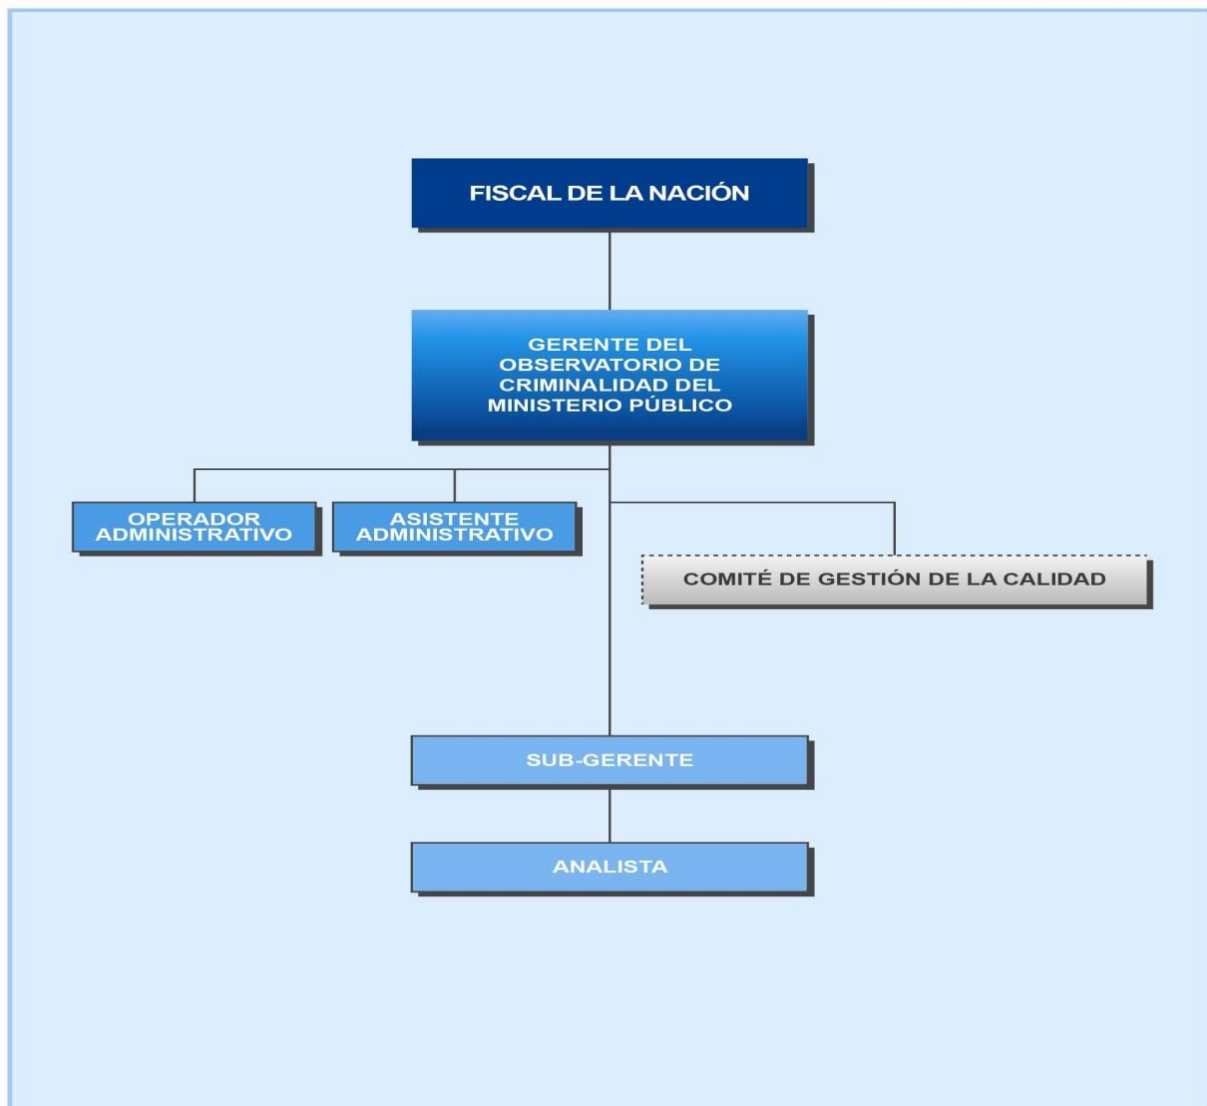 FISCAL DE LA NACIÓN
GERENTE DEL
OBSERVATORIO DE
CRIMINALIDAD DEL
MINISTERIO PÚBLICO
OPERADOR
ADMINISTRATIVO
ASISTENTE
ADMINISTRATIVO
COMITÉ DE GESTIÓN DE LA CALIDAD
SUB-GERENTE
ANALISTA